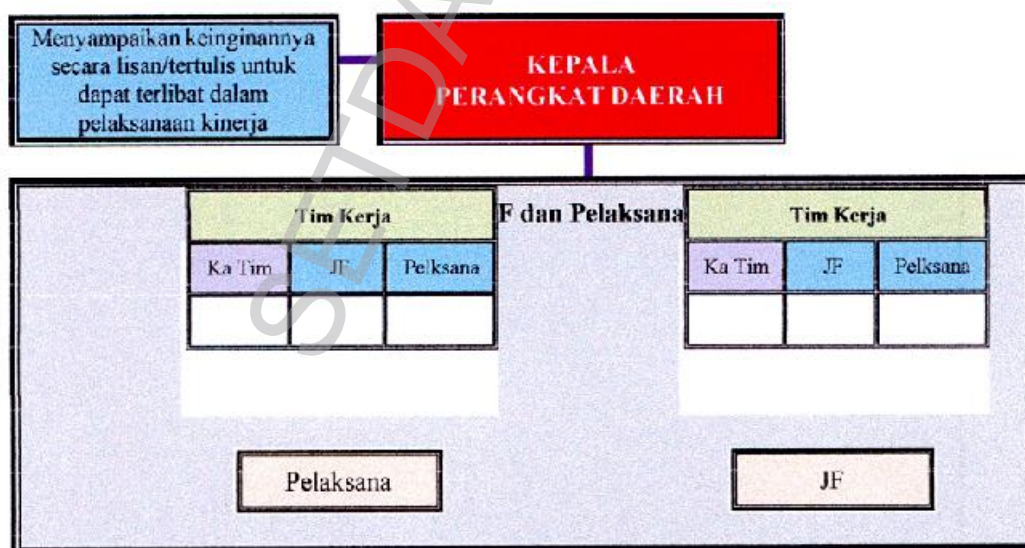 Menyampaikan keinginannya
secara lisan/tertulis untuk
dapat terlibat dalam
pelaksanaan kinerja
KEPALA
PERANGKAT DAERAH
Tim Kerja
F dan Pelaksana
Tim Kerja
Ka Tim JF Pelksana
Ka Tim JF Pelksana
Pelaksana
JF
SETDA